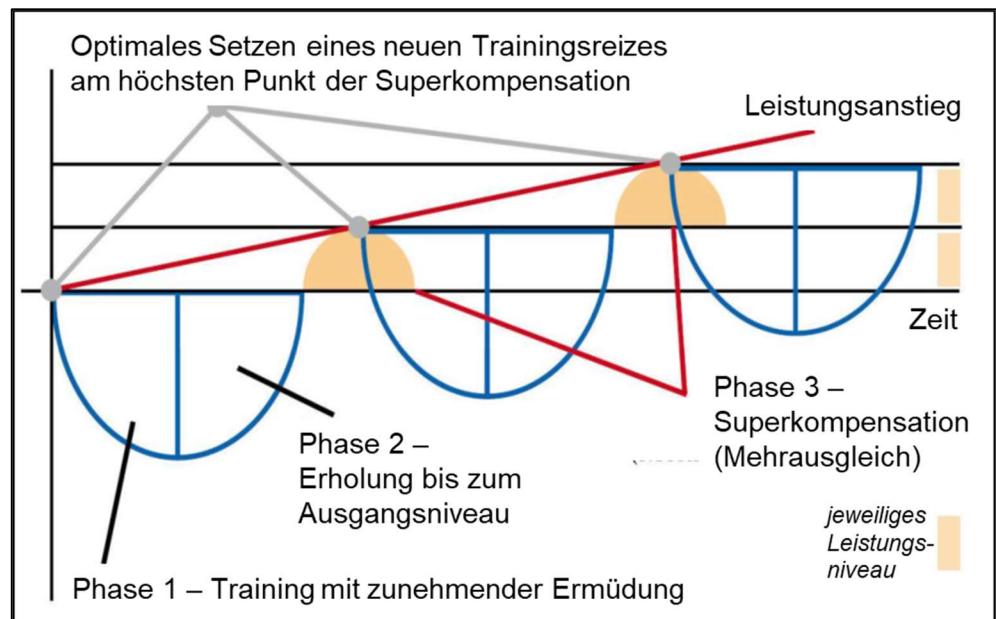 Optimales Setzen eines neuen Trainingsreizes
am höchsten Punkt der Superkompensation
Leistungsanstieg
Zeit
Phase 3 –
Superkompensation
(Mehrausgleich)
Phase 2 –
Erholung bis zum
Ausgangsniveau
jeweiliges
Leistungs-
niveau
Phase 1 – Training mit zunehmender Ermüdung